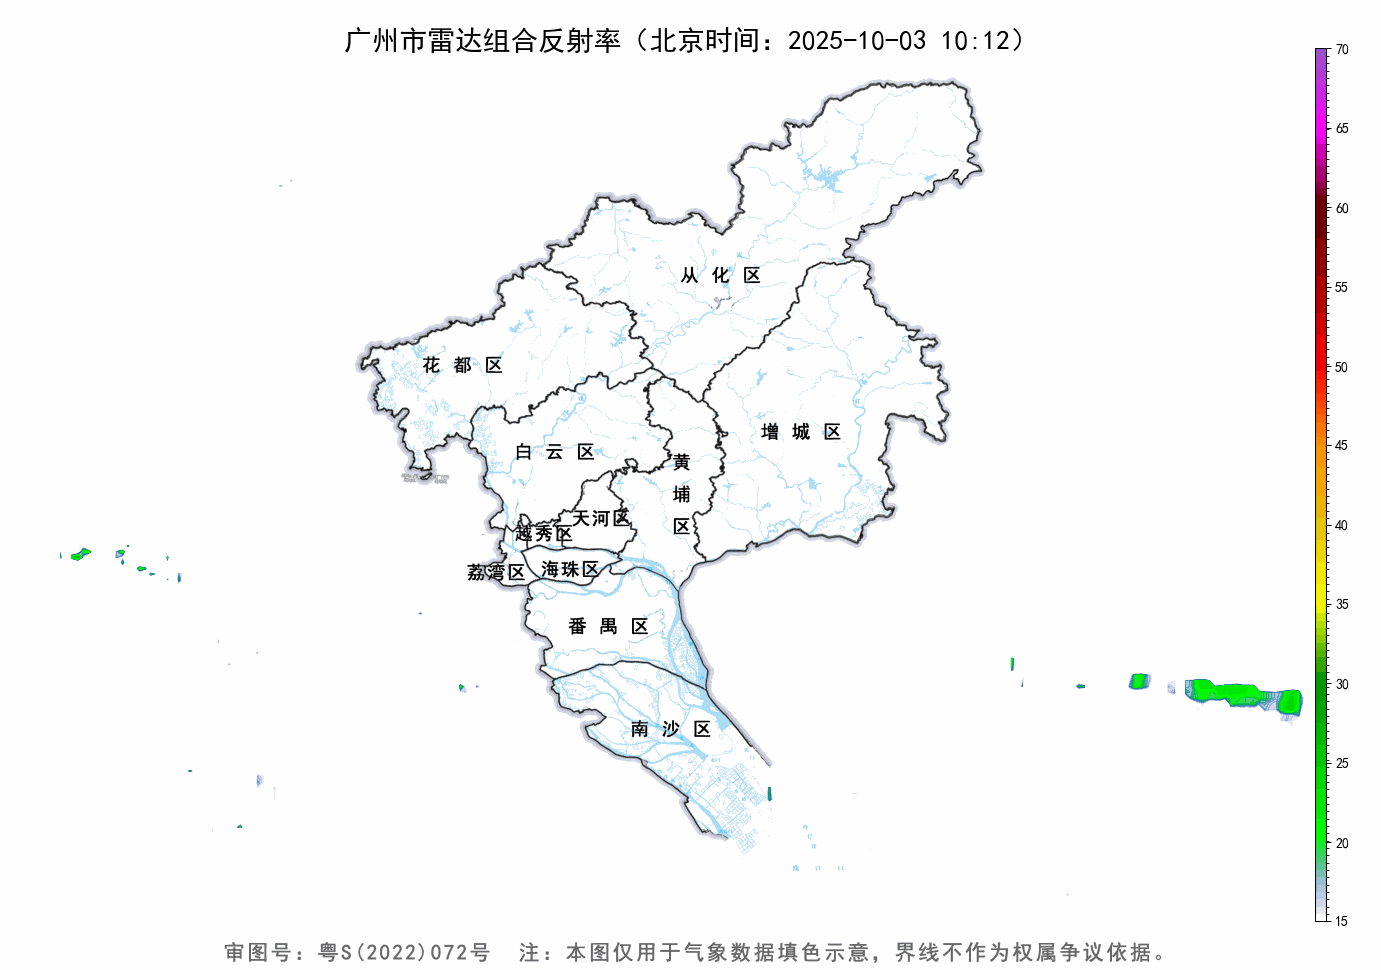 广州市雷达组合反射率（北京时间：2025-10-03 10:12）
70
65
60
55
50
45
40
35
30
25
20
15
从化区
花都区
增城区
白云区
黄埔区
天河区
越秀区
荔湾区
海珠区
番禺区
南沙区
审图号：粤S(2022)072号 注：本图仅用于气象数据填色示意，界线不作为权属争议依据。